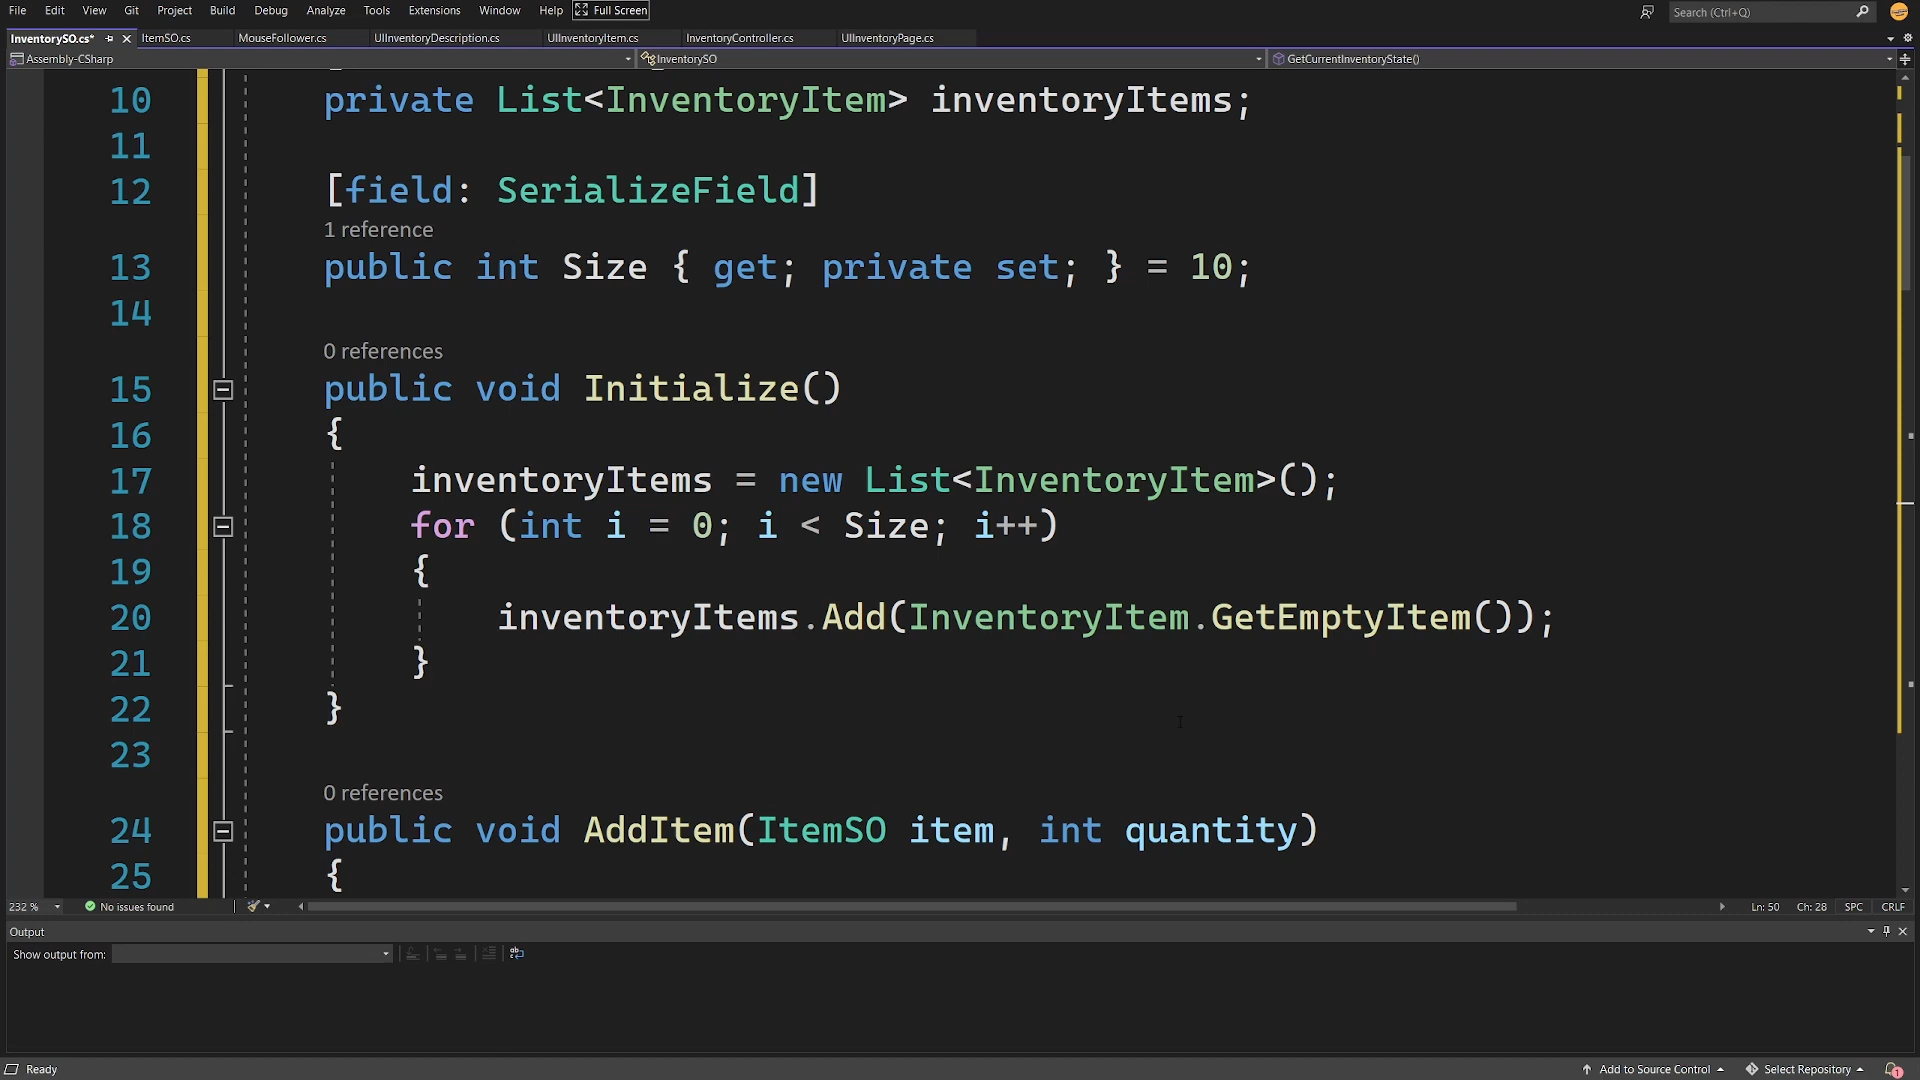 File Edit View Git Project Build Debug Analyze Tools Extensions Window Help Full Screen Search (Ctrl+Q)
InventorySO.cs* ItemSO.cs MouseFollower.cs UIInventoryDescription.cs UIInventoryItem.cs InventoryController.cs UIInventoryPage.cs
Assembly-CSharp InventorySO GetCurrentInventoryState()
10 private List<InventoryItem> inventoryItems;
11
12 [field: SerializeField]
1 reference
13 public int Size { get; private set; } = 10;
14
0 references
15 public void Initialize()
16 {
17 inventoryItems = new List<InventoryItem>();
18 for (int i = 0; i < Size; i++)
19 {
20 inventoryItems.Add(InventoryItem.GetEmptyItem());
21 }
22 }
23
0 references
24 public void AddItem(ItemSO item, int quantity)
25 {
232 % No issues found Ln: 50 Ch: 28 SPC CRLF
Output
Show output from:
Ready Add to Source Control Select Repository 1